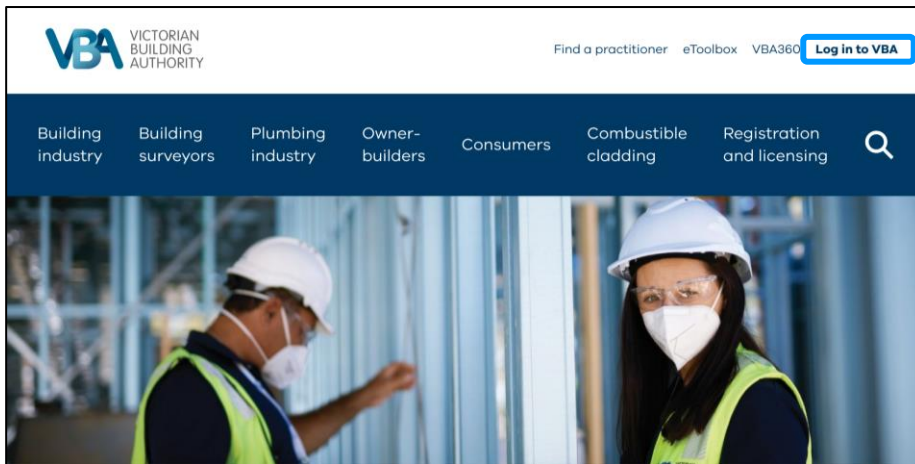 VBA
VICTORIAN
BUILDING
AUTHORITY
Find a practitioner eToolbox VBA360 Log in to VBA
Building industry
Building surveyors
Plumbing industry
Owner-builders
Consumers
Combustible cladding
Registration and licensing